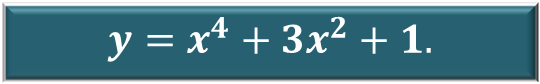 y = x⁴ + 3x² + 1.